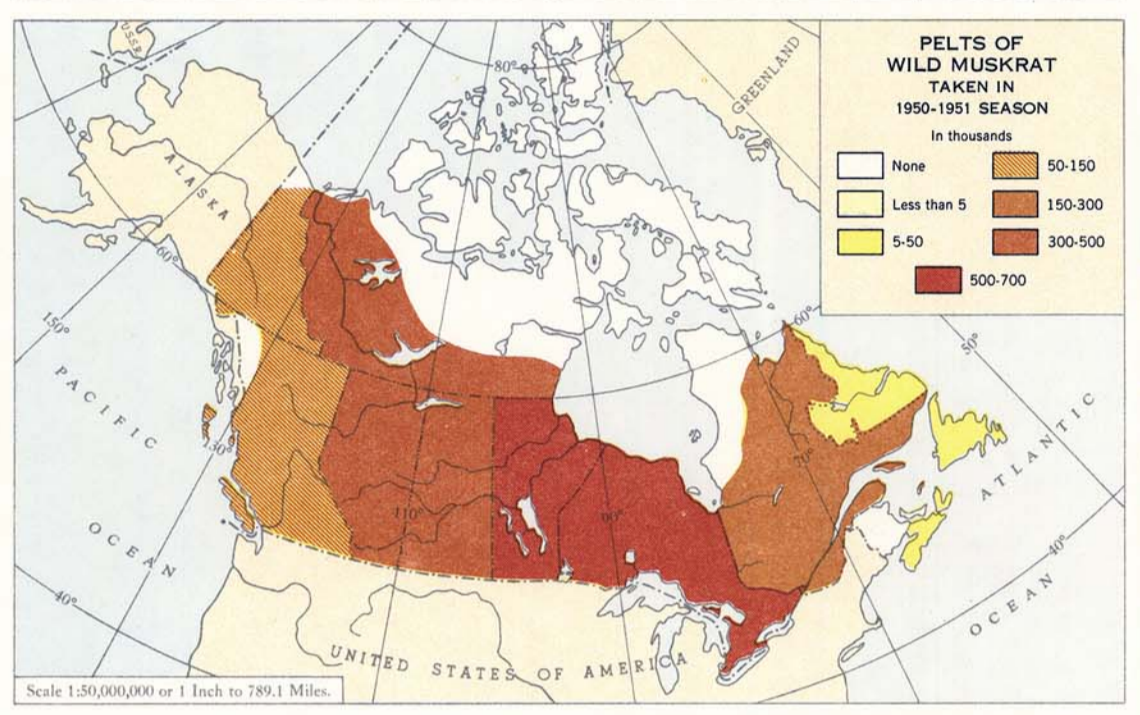 PELTS OF
WILD MUSKRAT
TAKEN IN
1950-1951 SEASON
In thousands
None
50-150
Less than 5
150-300
5-50
300-500
500-700
USSR
80°
GREENLAND
ALASKA
60°
60°
150°
50°
PACIFIC
OCEAN
130°
70°
110°
90°
ATLANTIC
OCEAN
40°
40°
UNITED STATES OF AMERICA
Scale 1:50,000,000 or 1 Inch to 789.1 Miles.